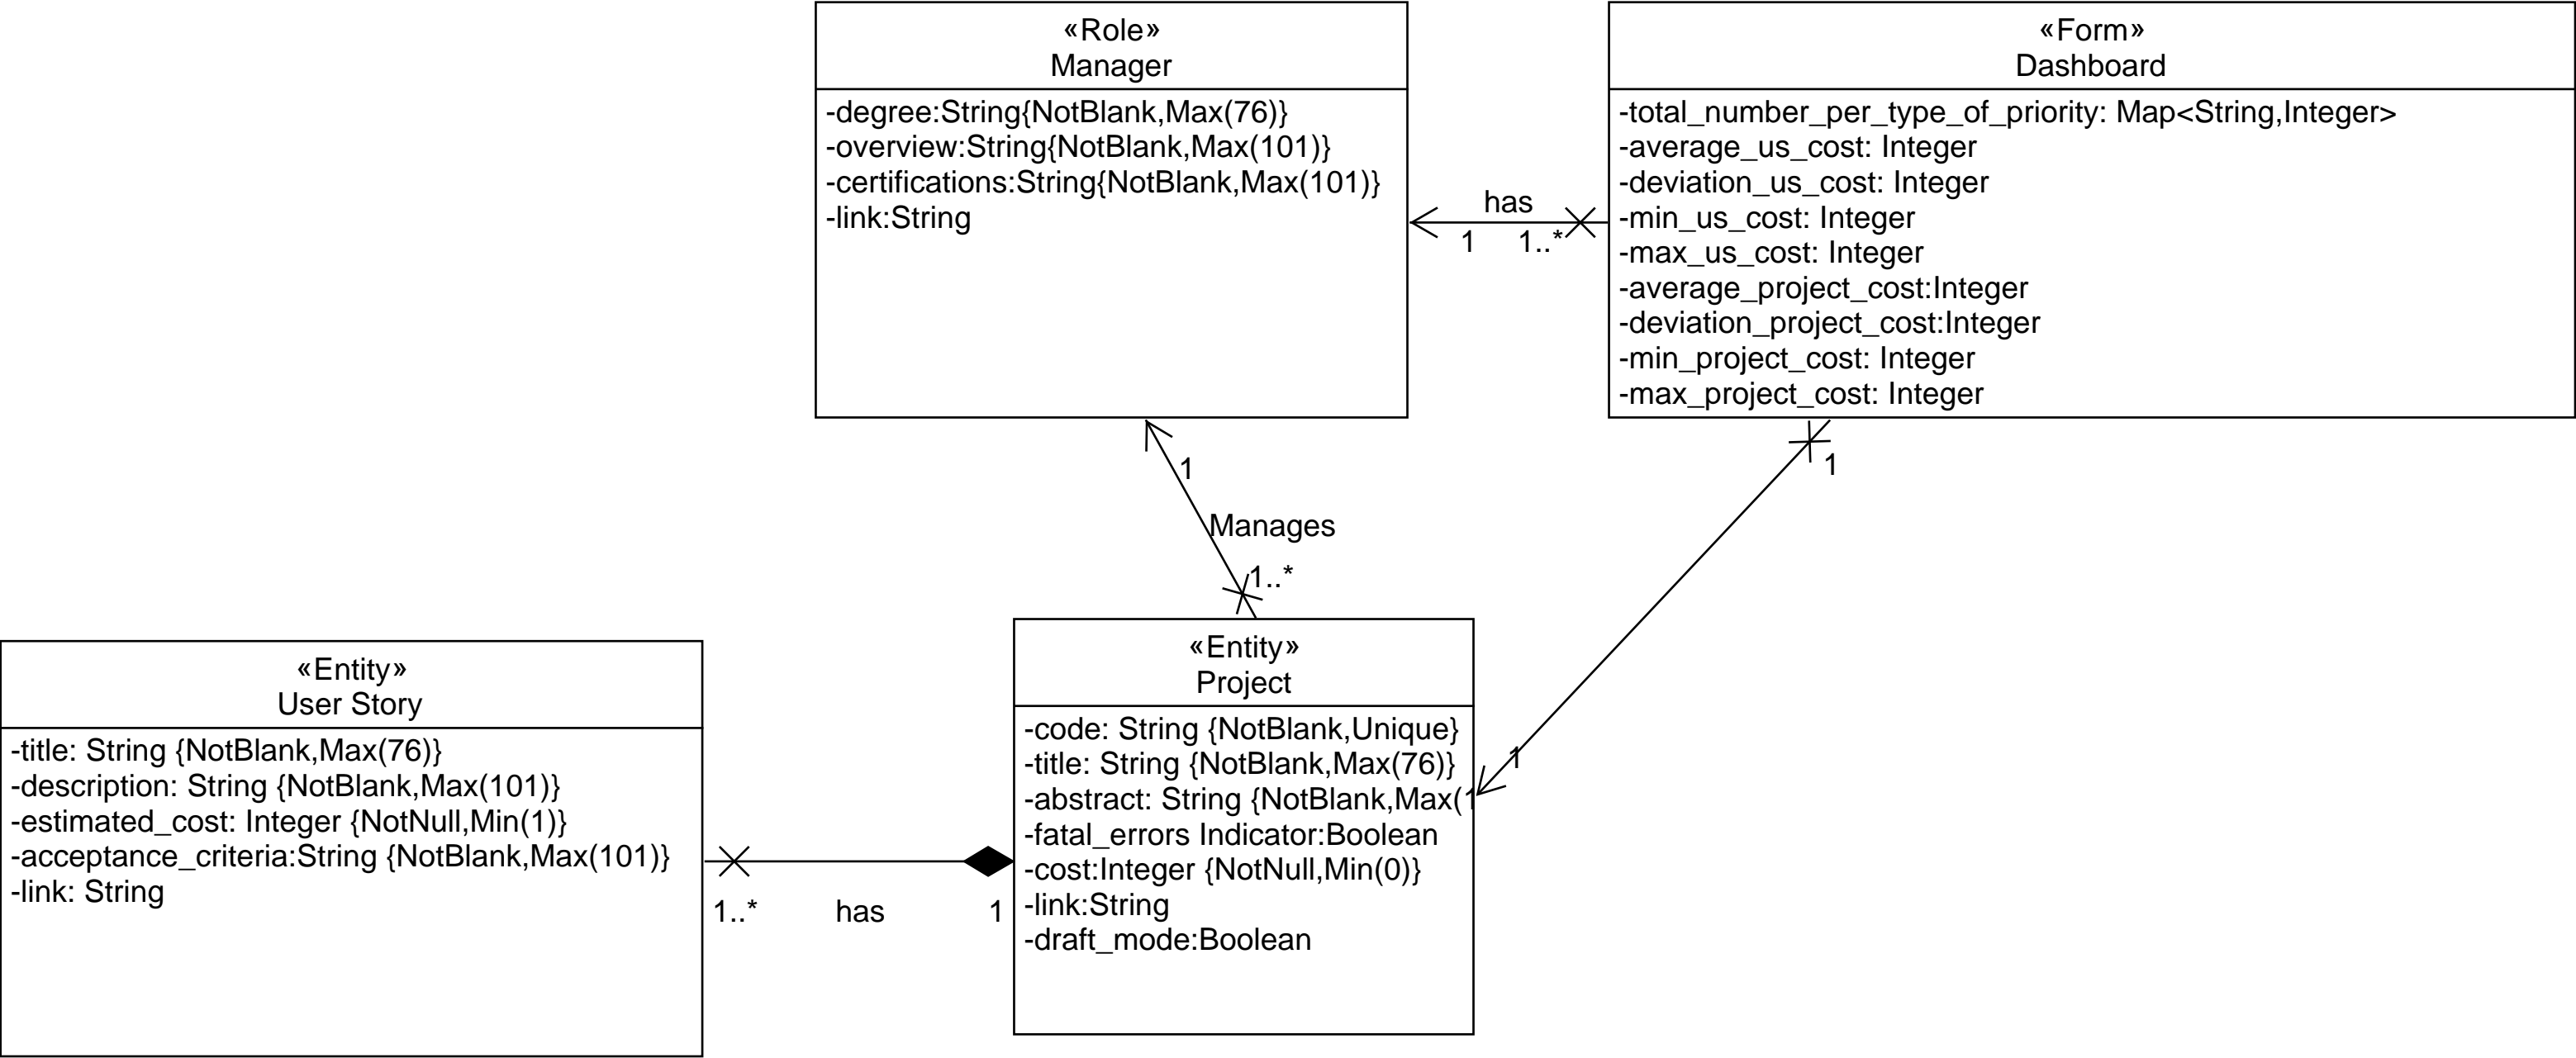 «Role»
Manager
-degree:String{NotBlank,Max(76)}
-overview:String{NotBlank,Max(101)}
-certifications:String{NotBlank,Max(101)}
-link:String
«Form»
Dashboard
-total_number_per_type_of_priority: Map<String,Integer>
-average_us_cost: Integer
-deviation_us_cost: Integer
-min_us_cost: Integer
-max_us_cost: Integer
-average_project_cost:Integer
-deviation_project_cost:Integer
-min_project_cost: Integer
-max_project_cost: Integer
has
1 1..*
1
Manages
1..*
1
1
«Entity»
User Story
-title: String {NotBlank,Max(76)}
-description: String {NotBlank,Max(101)}
-estimated_cost: Integer {NotNull,Min(1)}
-acceptance_criteria:String {NotBlank,Max(101)}
-link: String
1..* has 1
«Entity»
Project
-code: String {NotBlank,Unique}
-title: String {NotBlank,Max(76)}
-abstract: String {NotBlank,Max(
-fatal_errors Indicator:Boolean
-cost:Integer {NotNull,Min(0)}
-link:String
-draft_mode:Boolean